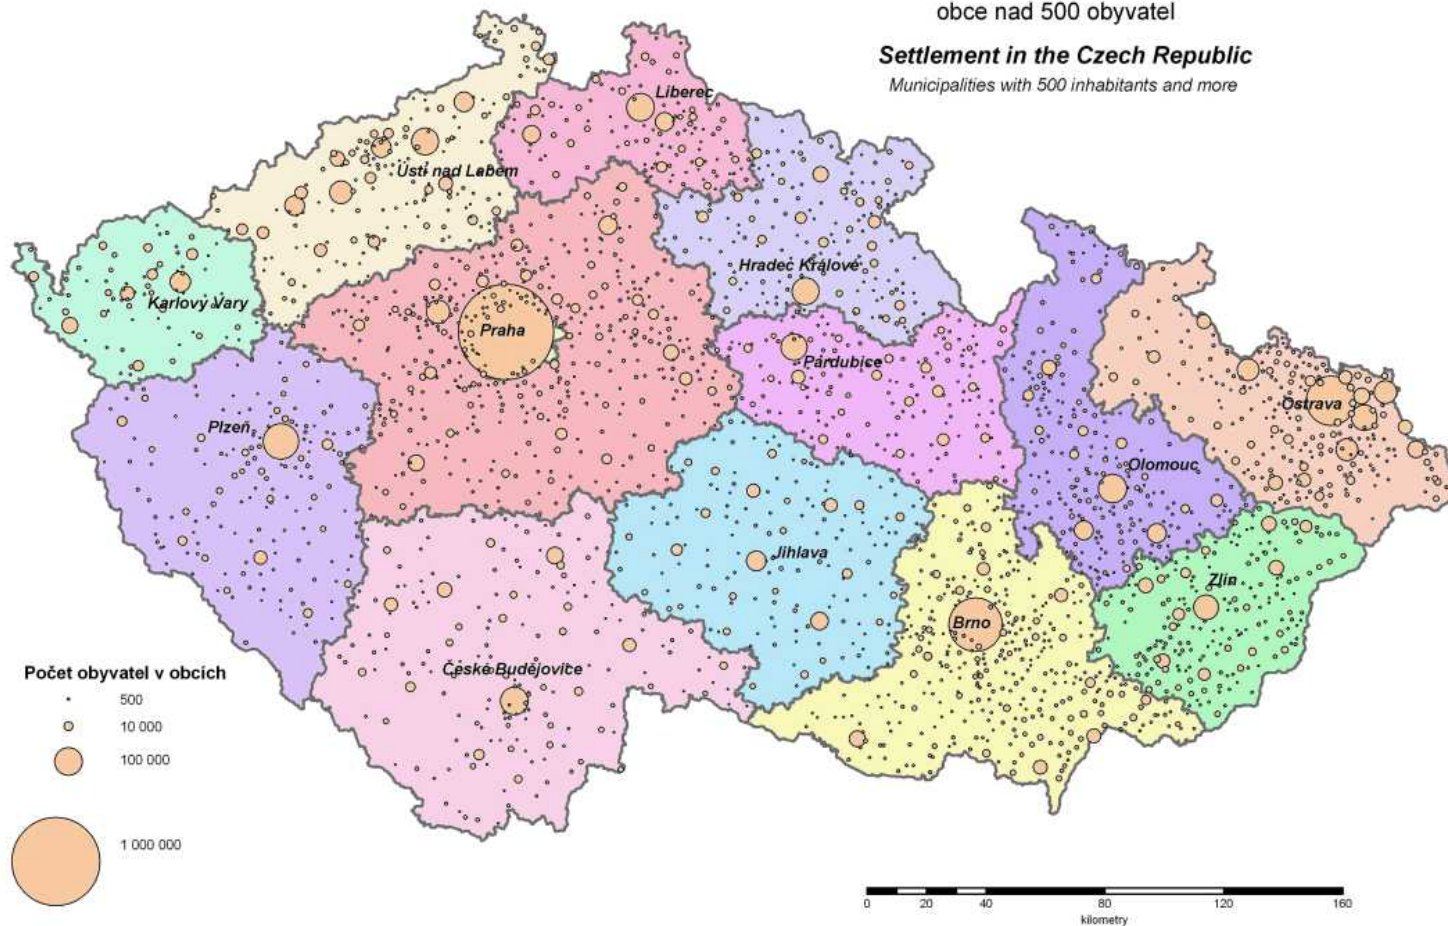 obce nad 500 obyvatel
Settlement in the Czech Republic
Municipalities with 500 inhabitants and more
Liberec
Ústí nad Labem
Karlovy Vary
Hradec Králové
Praha
Pardubice
Plzeň
Ostrava
Olomouc
Jihlava
Zlín
Brno
České Budějovice
Počet obyvatel v obcích
500
10 000
100 000
1 000 000
0 20 40 80 120 160
kilometry